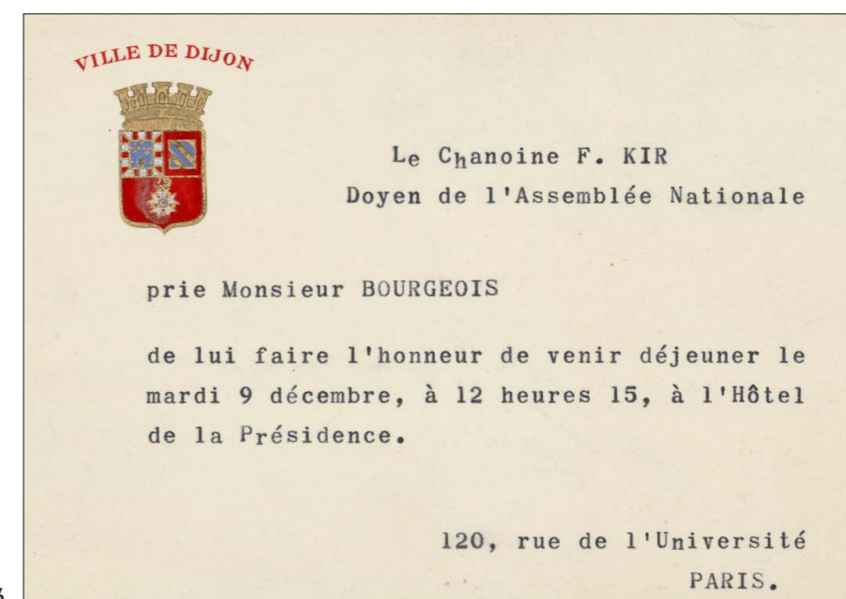 VILLE DE DIJON
Le Chanoine F. KIR
Doyen de l'Assemblée Nationale
prie Monsieur BOURGEOIS
de lui faire l'honneur de venir déjeuner le
mardi 9 décembre, à 12 heures 15, à l'Hôtel
de la Présidence.
120, rue de l'Université
PARIS.